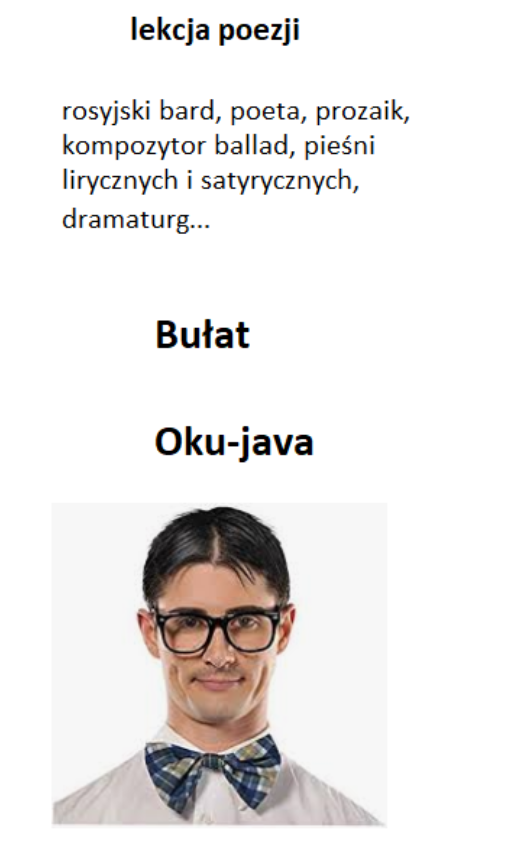 lekcja poezji
rosyjski bard, poeta, prozaik,
kompozytor ballad, pieśni
lirycznych i satyrycznych,
dramaturg...
Bułat
Oku-java